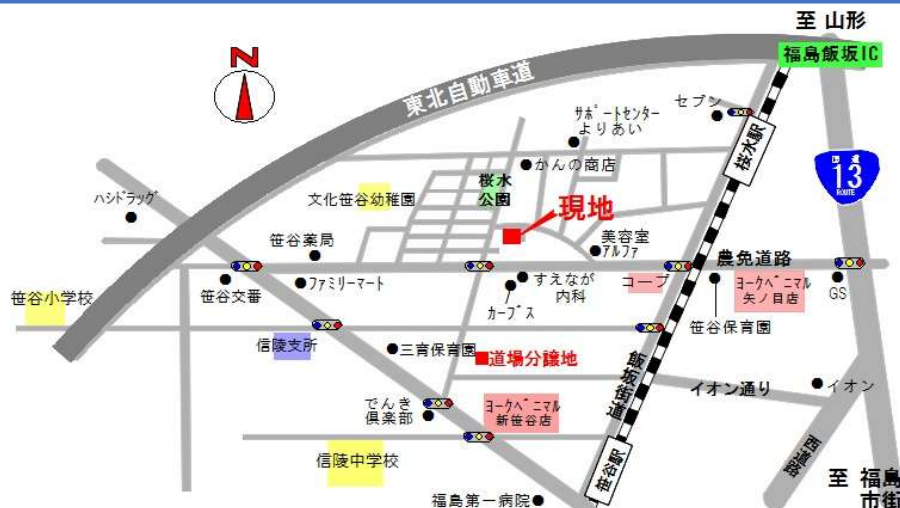 至 山形
福島飯坂IC
N
東北自動車道
セブン
サポートセンター
よりあい
桜水駅
かんの商店
国道
13
ROUTE
桜水
公園
文化笹谷幼稚園
ハシドラッグ
現地
笹谷薬局
美容室
アルファ
農免道路
笹谷交番
ファミリーマート
すえなが
内科
カーブス
コープ
ヨークベニマル
矢ノ目店
GS
笹谷小学校
笹谷保育園
信陵支所
三育保育園
道場分譲地
飯坂街道
イオン通り
イオン
でんき
倶楽部
ヨークベニマル
新笹谷店
西道路
信陵中学校
笹谷駅
至 福島
市街
福島第一病院